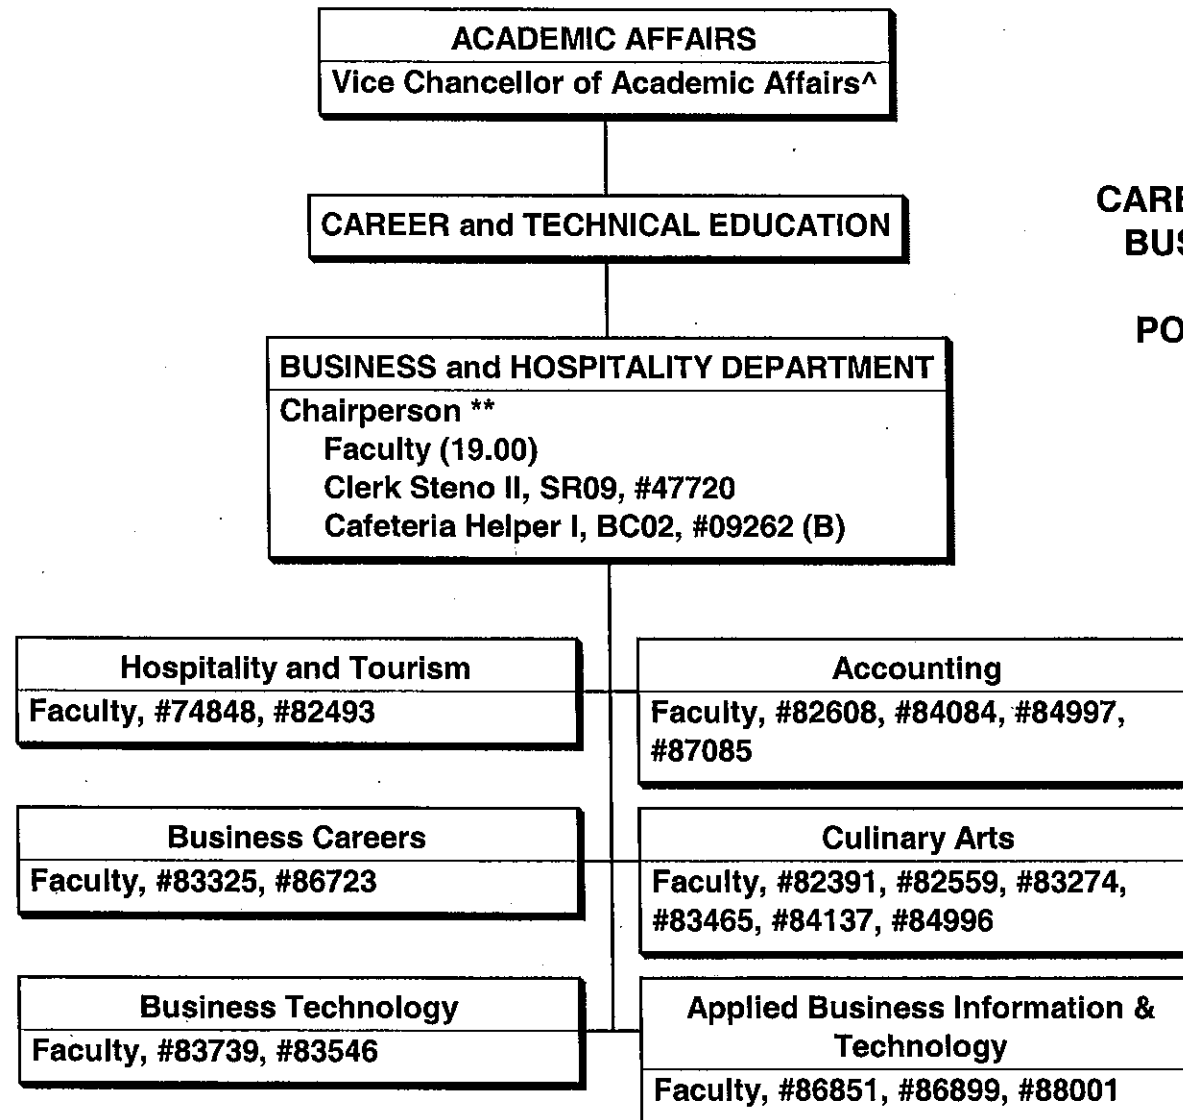 ACADEMIC AFFAIRS
Vice Chancellor of Academic Affairs^
CAREER and TECHNICAL EDUCATION
BUSINESS and HOSPITALITY DEPARTMENT
Chairperson **
Faculty (19.00)
Clerk Steno II, SR09, #47720
Cafeteria Helper I, BC02, #09262 (B)
Hospitality and Tourism
Faculty, #74848, #82493
Accounting
Faculty, #82608, #84084, #84997,
#87085
Business Careers
Faculty, #83325, #86723
Culinary Arts
Faculty, #82391, #82559, #83274,
#83465, #84137, #84996
Business Technology
Faculty, #83739, #83546
Applied Business Information &
Technology
Faculty, #86851, #86899, #88001